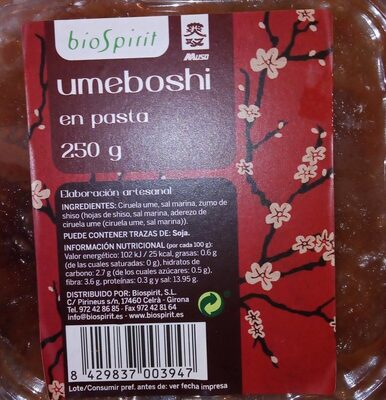 bioSpirit
MUSO
umeboshi
en pasta
250 g
Elaboración artesanal
INGREDIENTES: Ciruela ume, sal marina, zumo de
shiso (hojas de shiso, sal marina, aderezo de
ciruela ume (ciruela ume, sal marina)).
PUEDE CONTENER TRAZAS DE: Soja.
INFORMACIÓN NUTRICIONAL (por cada 100 g):
Valor energético: 102 kJ / 25 kcal, grasas: 0.6 g
(de las cuales saturadas: 0 g), hidratos de
carbono: 2.7 g (de los cuales azúcares: 0.5 g),
fibra: 3.6 g, proteínas: 0.3 g y sal: 13.95 g.
DISTRIBUIDO POR: Biospirit, S.L.
C/ Pirineus s/n, 17460 Celrà - Girona
Tel. 972 42 86 85 - Fax 972 42 81 64
info@biospirit.es - www.biospirit.es
8 429837 003947
Lote/Consumir pref. antes de: ver fecha impresa